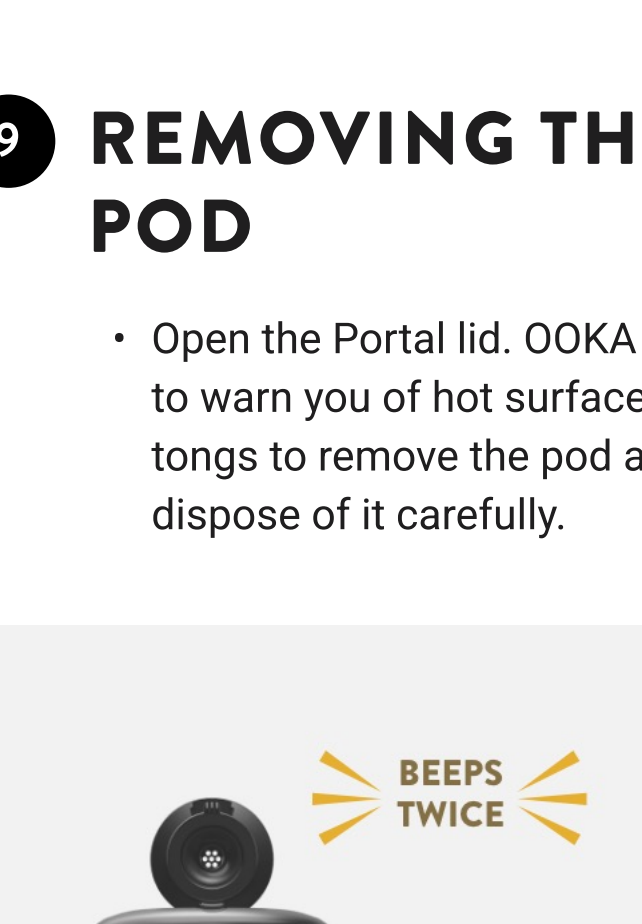 9 REMOVING TH
POD
• Open the Portal lid. OOKA
to warn you of hot surface
tongs to remove the pod a
dispose of it carefully.
BEEPS
TWICE